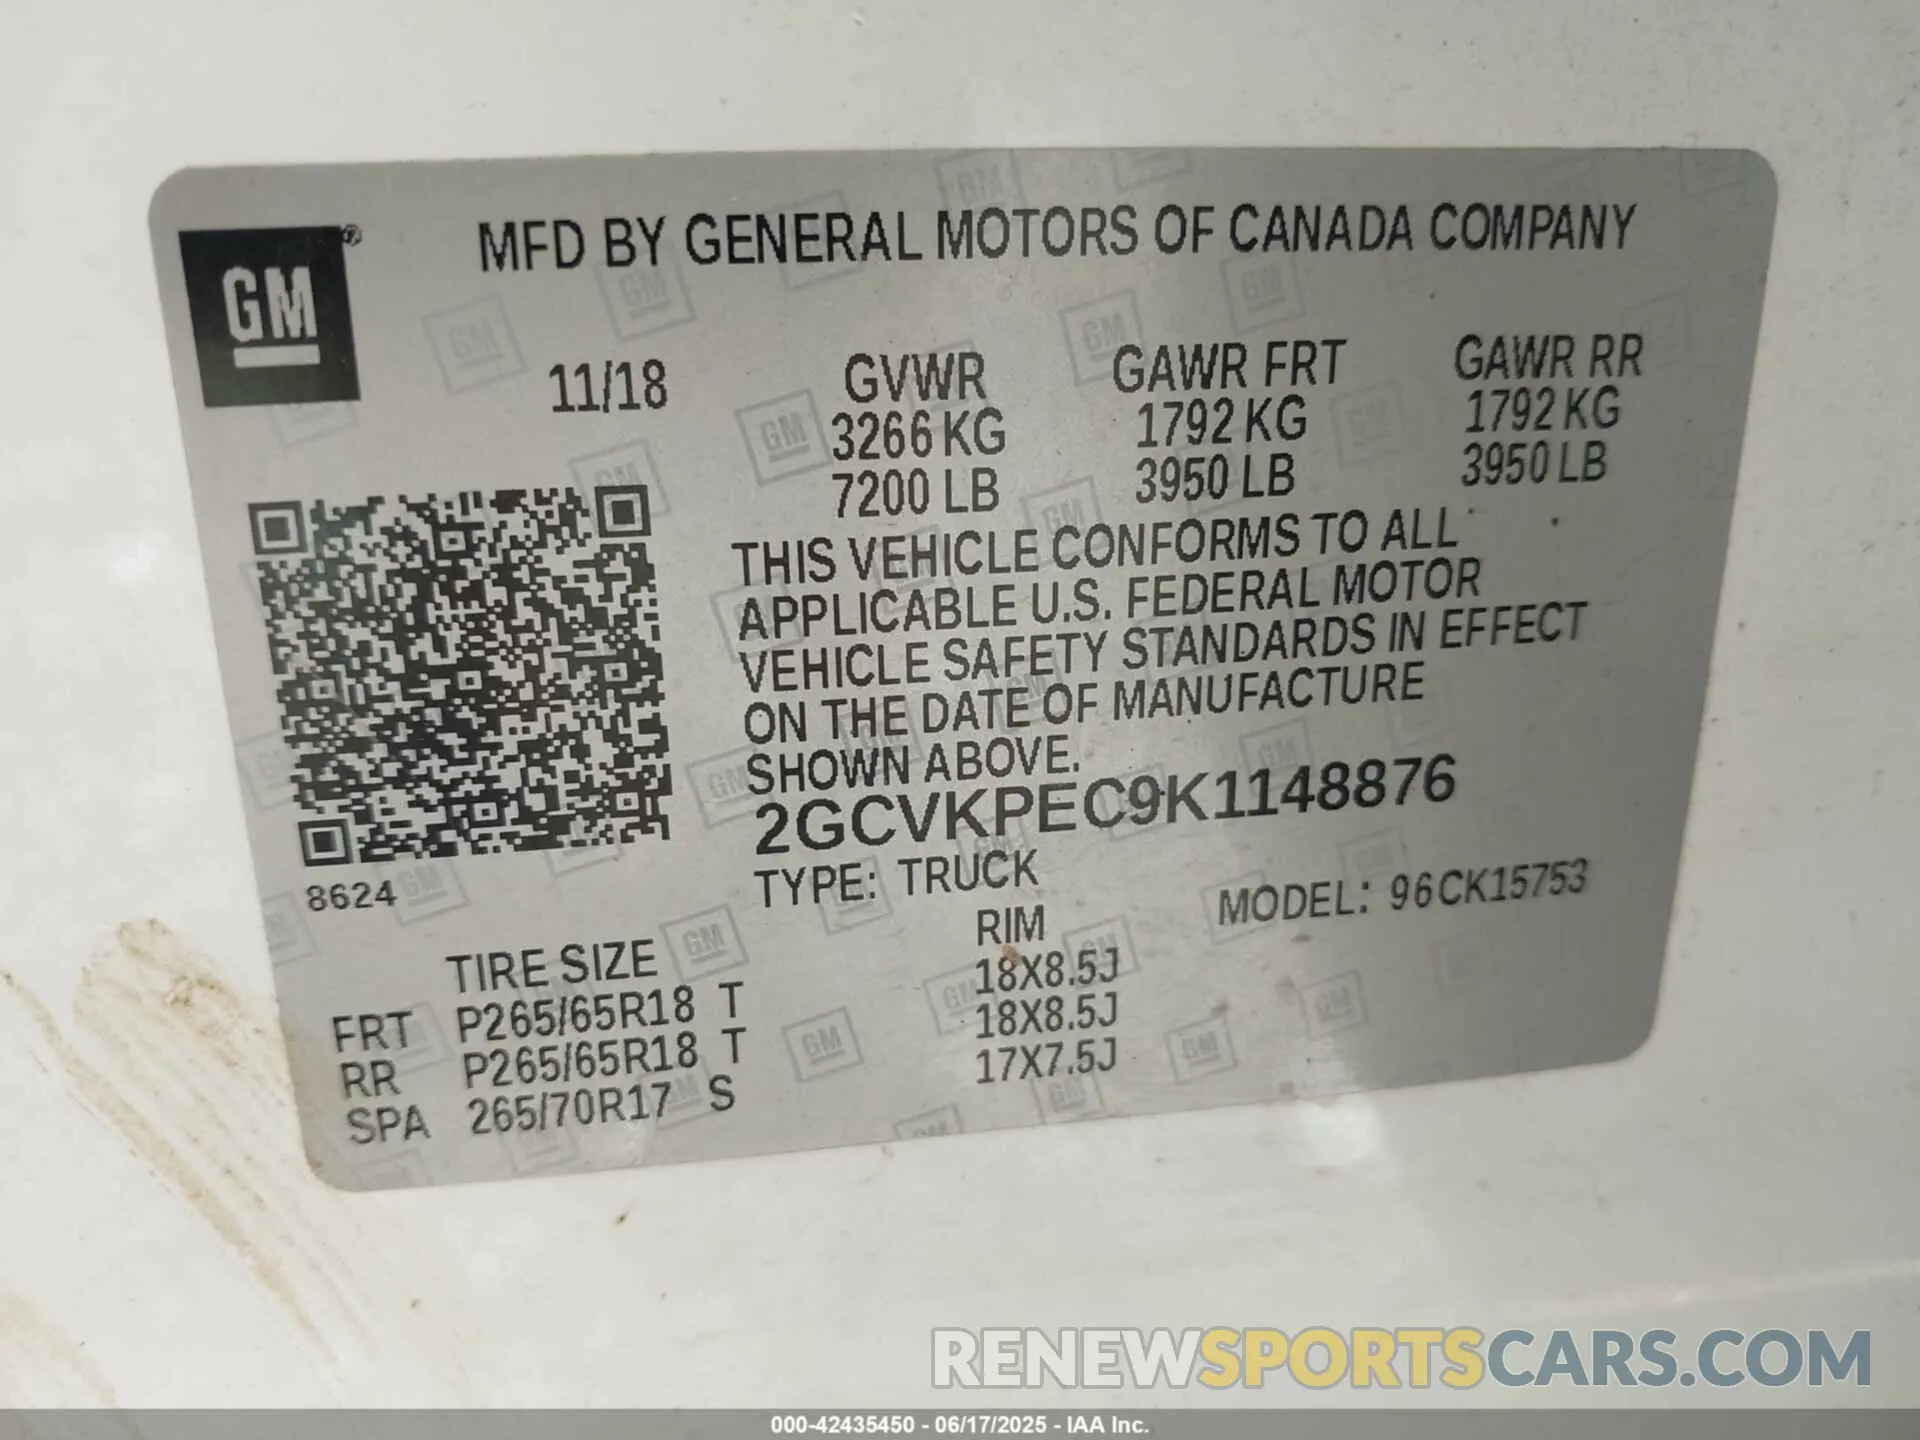 GM®
MFD BY GENERAL MOTORS OF CANADA COMPANY
11/18 GVWR GAWR FRT GAWR RR
3266 KG 1792 KG 1792 KG
7200 LB 3950 LB 3950 LB
THIS VEHICLE CONFORMS TO ALL
APPLICABLE U.S. FEDERAL MOTOR
VEHICLE SAFETY STANDARDS IN EFFECT
ON THE DATE OF MANUFACTURE
SHOWN ABOVE.
2GCVKPEC9K1148876
8624
TYPE: TRUCK MODEL: 96CK15753
TIRE SIZE RIM
FRT P265/65R18 T 18X8.5J
RR P265/65R18 T 18X8.5J
SPA 265/70R17 S 17X7.5J
RENEWSPORTSCARS.COM
000-42435450 - 06/17/2025 - IAA Inc.